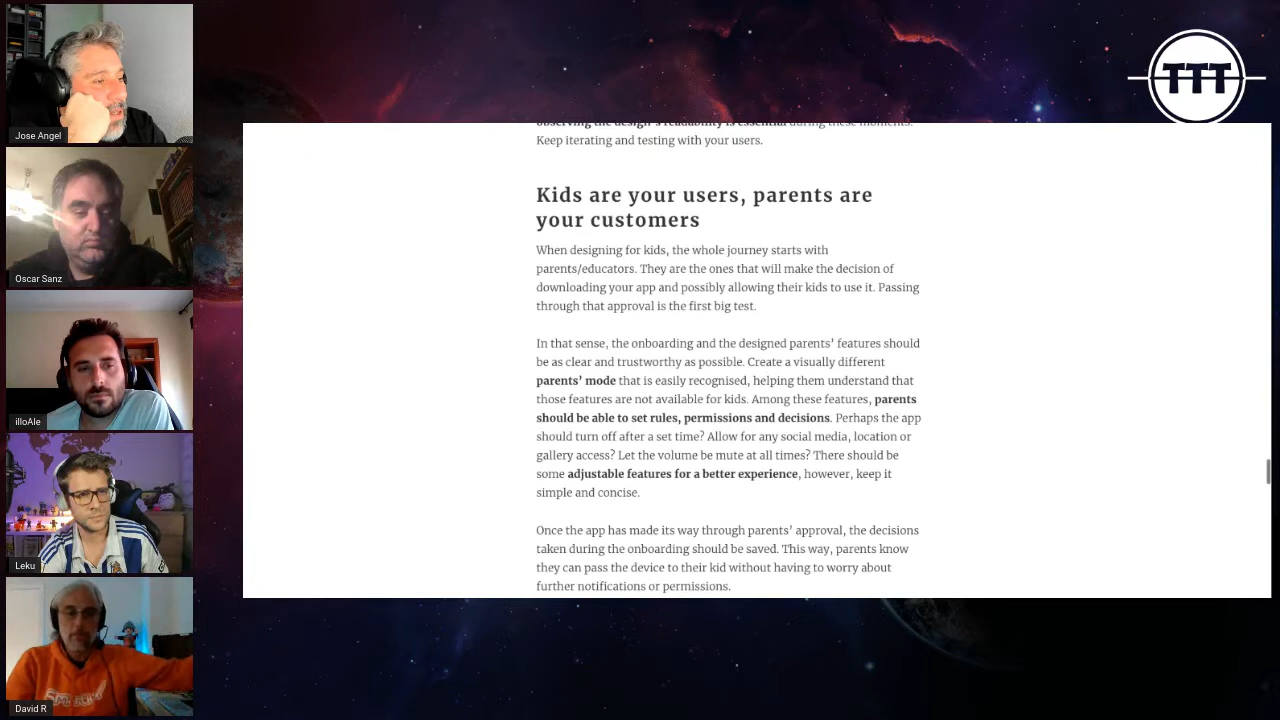 Jose Angel
Oscar Sanz
illoAle
Leku
David R
TTT
observing the design's readability is essential during these moments.
Keep iterating and testing with your users.
Kids are your users, parents are
your customers
When designing for kids, the whole journey starts with
parents/educators. They are the ones that will make the decision of
downloading your app and possibly allowing their kids to use it. Passing
through that approval is the first big test.
In that sense, the onboarding and the designed parents’ features should
be as clear and trustworthy as possible. Create a visually different
parents’ mode that is easily recognised, helping them understand that
those features are not available for kids. Among these features, parents
should be able to set rules, permissions and decisions. Perhaps the app
should turn off after a set time? Allow for any social media, location or
gallery access? Let the volume be mute at all times? There should be
some adjustable features for a better experience, however, keep it
simple and concise.
Once the app has made its way through parents’ approval, the decisions
taken during the onboarding should be saved. This way, parents know
they can pass the device to their kid without having to worry about
further notifications or permissions.